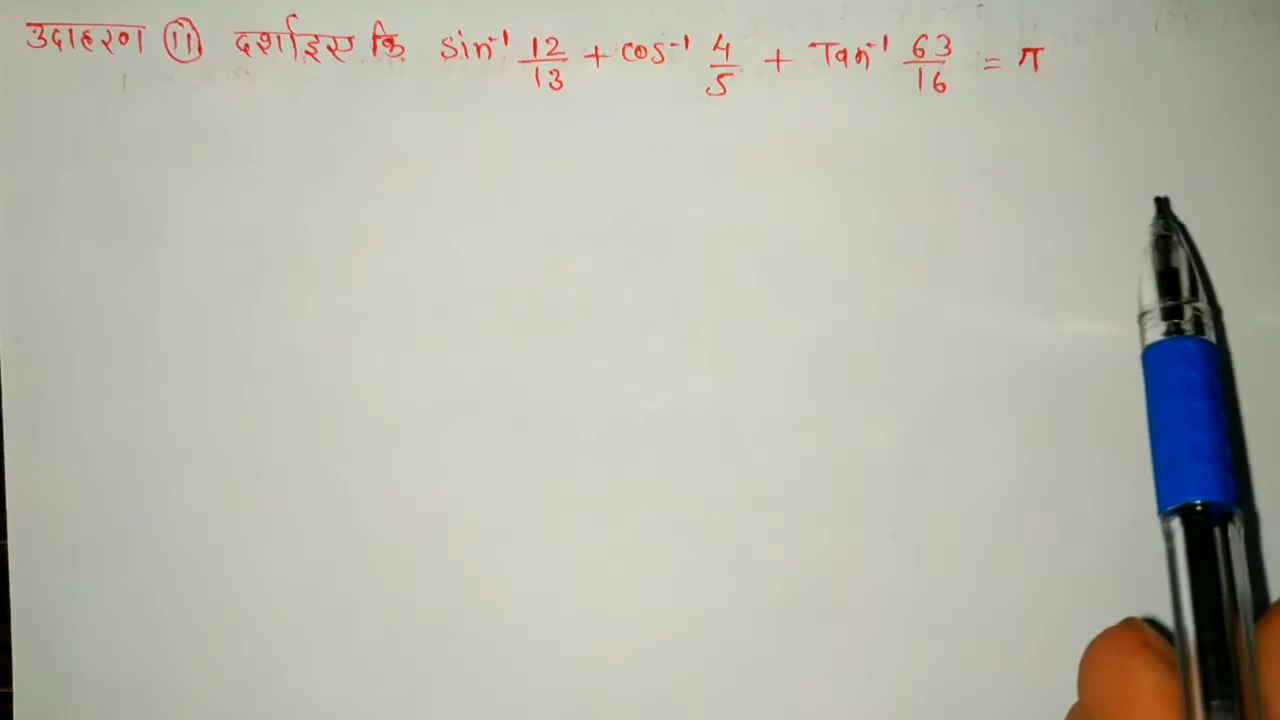 उदाहरण (11) दर्शाइए कि sin⁻¹ 12/13 + cos⁻¹ 4/5 + Tan⁻¹ 63/16 = π